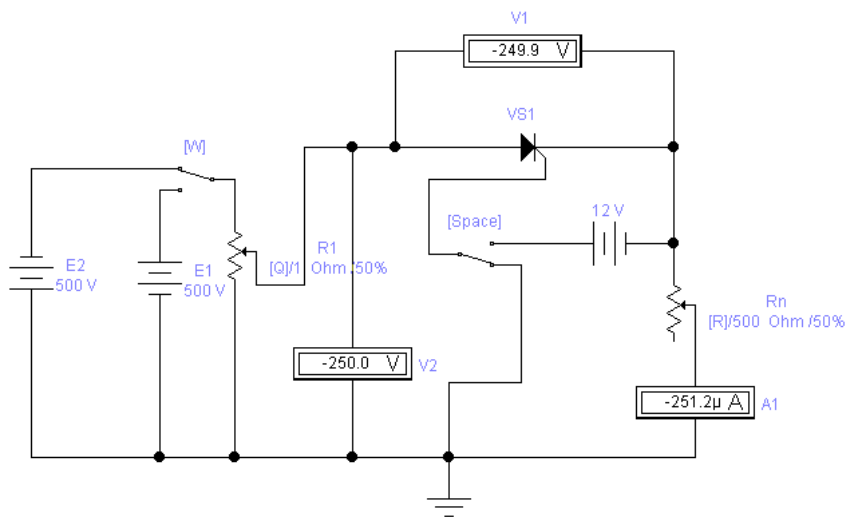 V1
-249.9 V
VS1
[W]
[Space]
12 V
E2
500 V
E1
500 V
R1
[Q]/1 Ohm /50%
Rn
[R]/500 Ohm /50%
-250.0 V
V2
-251.2µ A
A1